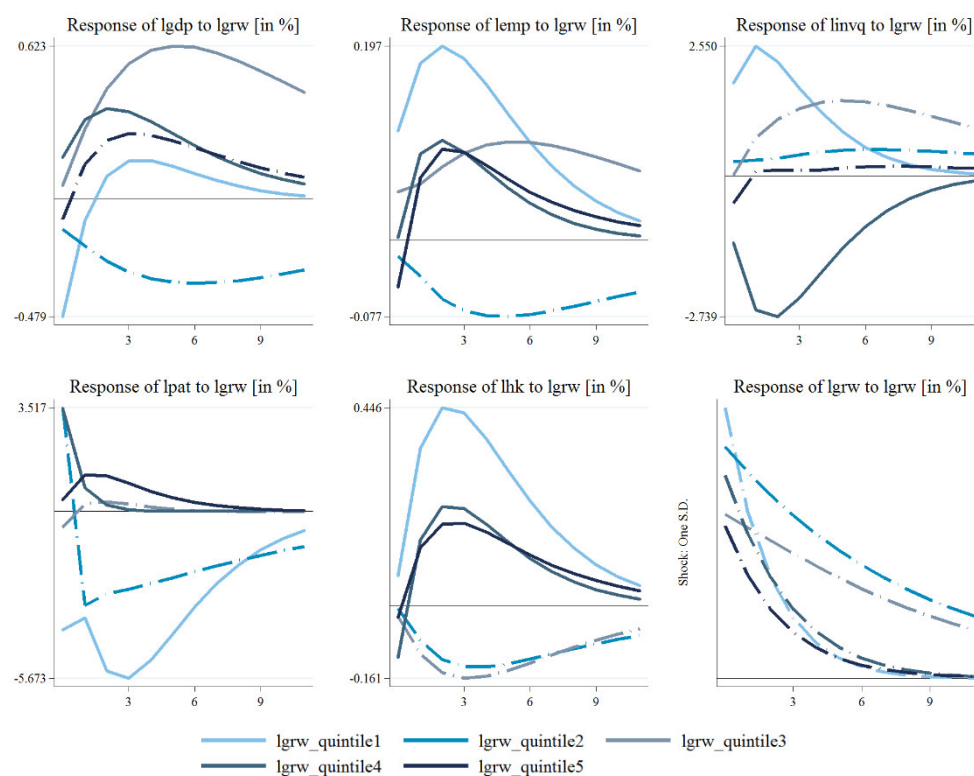 Response of lgdp to lgrw [in %]
Response of lemp to lgrw [in %]
Response of linvq to lgrw [in %]
0.623
-0.479
3 6 9
0.197
-0.077
3 6 9
2.550
-2.739
3 6 9
Response of lpat to lgrw [in %]
Response of lhk to lgrw [in %]
Response of lgrw to lgrw [in %]
3.517
-5.673
3 6 9
0.446
-0.161
3 6 9
Shock: One S.D.
3 6 9
lgrw_quintile1 lgrw_quintile2 lgrw_quintile3
lgrw_quintile4 lgrw_quintile5